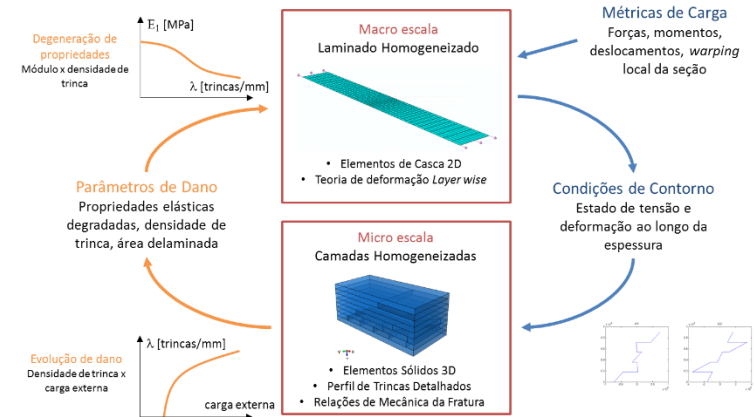 Degeneração de
propriedades
Módulo x densidade de
trinca
E₁ [MPa]
λ [trincas/mm]
Macro escala
Laminado Homogeneizado
• Elementos de Casca 2D
• Teoria de deformação Layer wise
Métricas de Carga
Forças, momentos,
deslocamentos, warping
local da seção
Parâmetros de Dano
Propriedades elásticas
degradadas, densidade de
trinca, área delaminada
Condições de Contorno
Estado de tensão e
deformação ao longo da
espessura
Micro escala
Camadas Homogeneizadas
• Elementos Sólidos 3D
• Perfil de Trincas Detalhados
• Relações de Mecânica da Fratura
Evolução de dano
Densidade de trinca x
carga externa
λ [trincas/mm]
carga externa